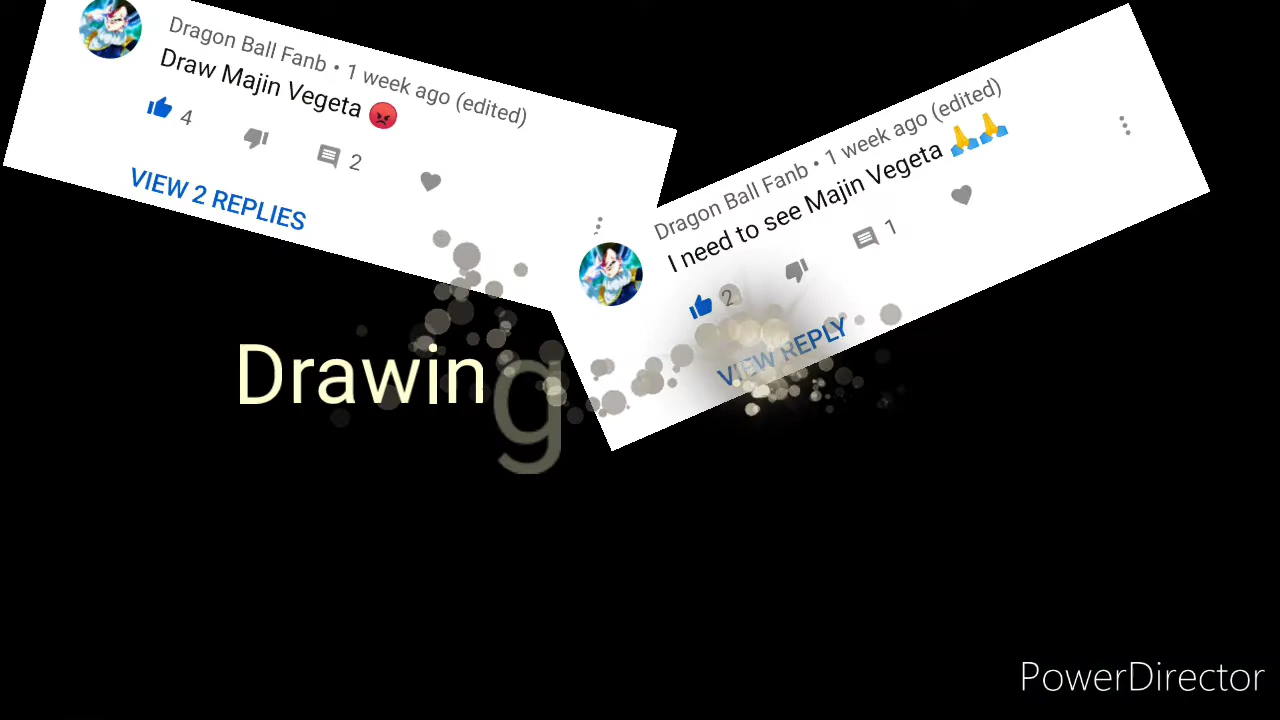 Dragon Ball Fanb • 1 week ago (edited)
Draw Majin Vegeta 😡
4
2
VIEW 2 REPLIES
Dragon Ball Fanb • 1 week ago (edited)
I need to see Majin Vegeta 🙏🙏
2
1
VIEW REPLY
Drawing
PowerDirector